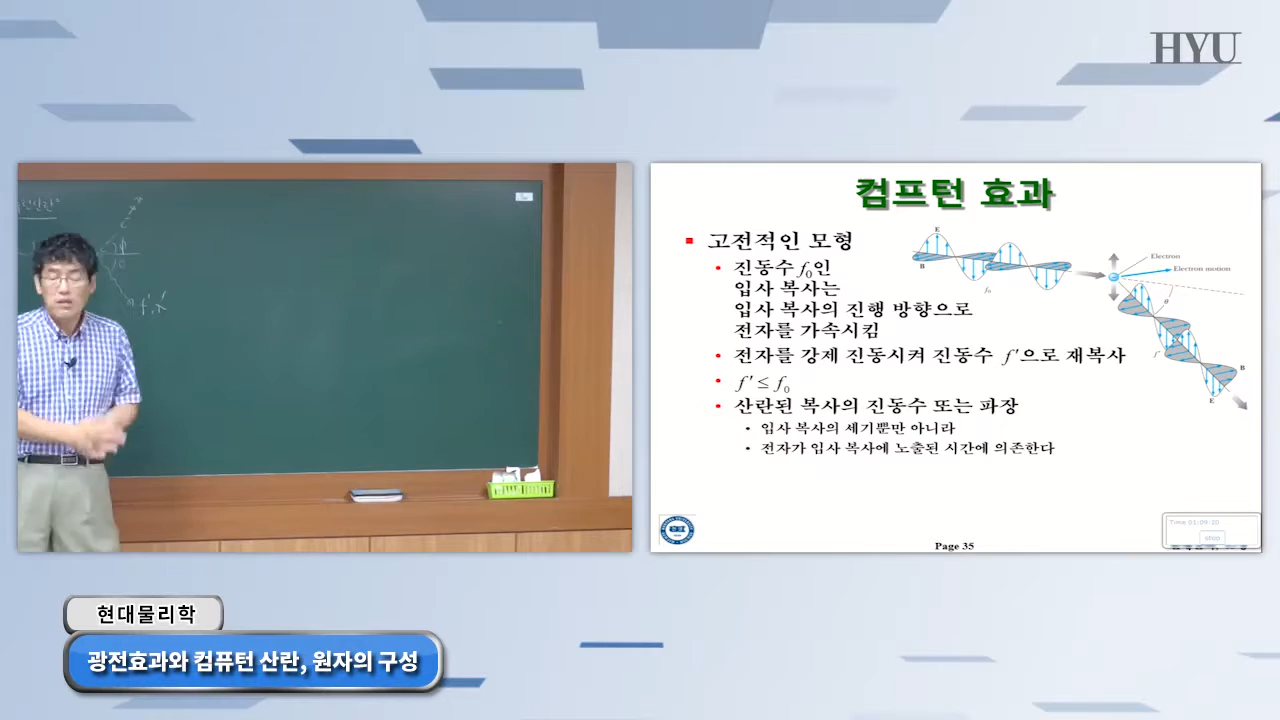 HYU
컴프턴 효과
고전적인 모형
진동수 f₀인
입사 복사는
입사 복사의 진행 방향으로
전자를 가속시킴
전자를 강제 진동시켜 진동수 f′으로 재복사
f′ ≤ f₀
산란된 복사의 진동수 또는 파장
입사 복사의 세기뿐만 아니라
전자가 입사 복사에 노출된 시간에 의존한다
E
B
f₀
Electron
Electron motion
θ
f′
B
E
Time 01:09:20
stop
Page 35
f′, λ′
현대물리학
광전효과와 컴퓨턴 산란, 원자의 구성